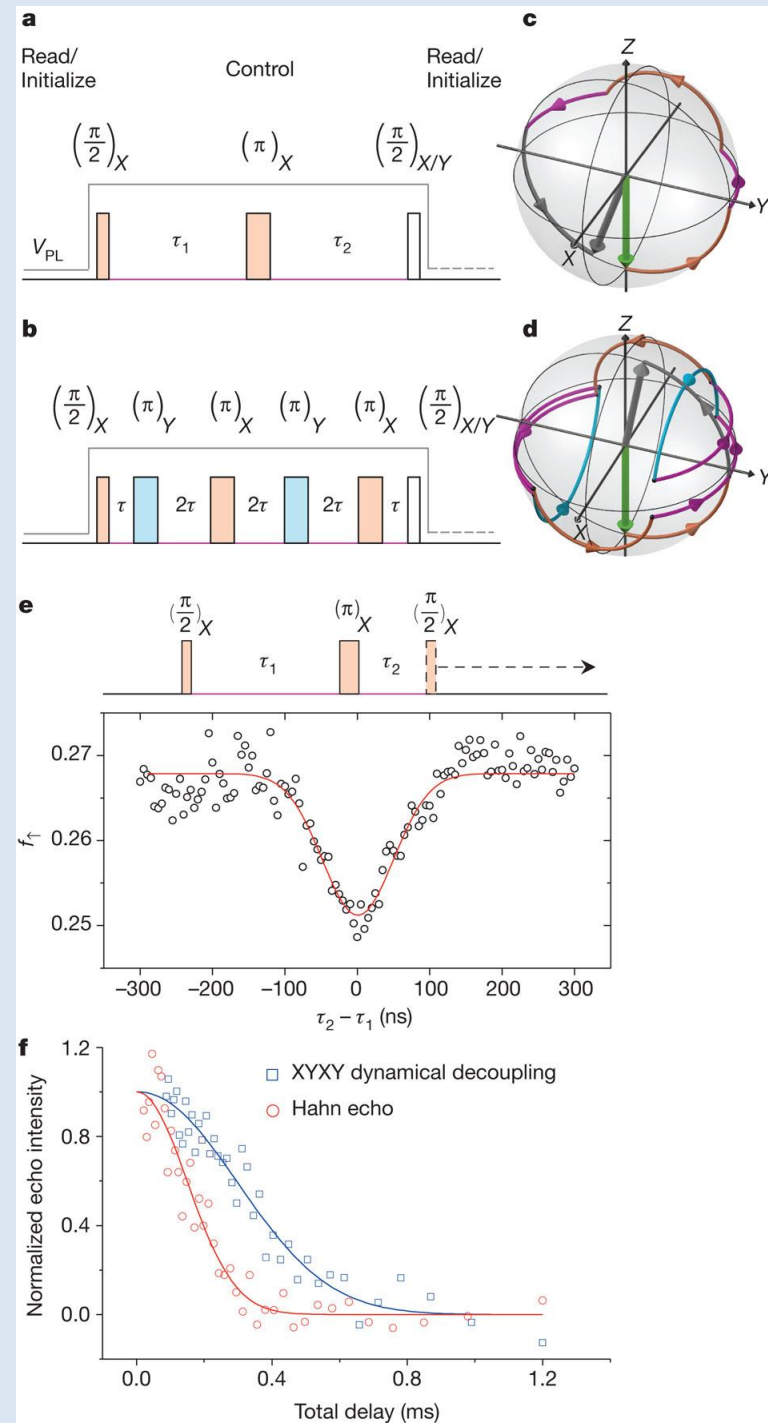 a
Read/
Initialize
Control
Read/
Initialize
(π/2)X
(π)X
(π/2)X/Y
VPL
τ1
τ2
c
Z
Y
X
b
(π/2)X
(π)Y
(π)X
(π)Y
(π)X
(π/2)X/Y
τ
2τ
2τ
2τ
τ
d
Z
Y
X
e
(π/2)X
(π)X
(π/2)X
τ1
τ2
0.27
0.26
0.25
f↑
–300
–200
–100
0
100
200
300
τ2 – τ1 (ns)
f
1.2
0.8
0.4
0.0
Normalized echo intensity
XYXY dynamical decoupling
Hahn echo
0.0
0.4
0.8
1.2
Total delay (ms)